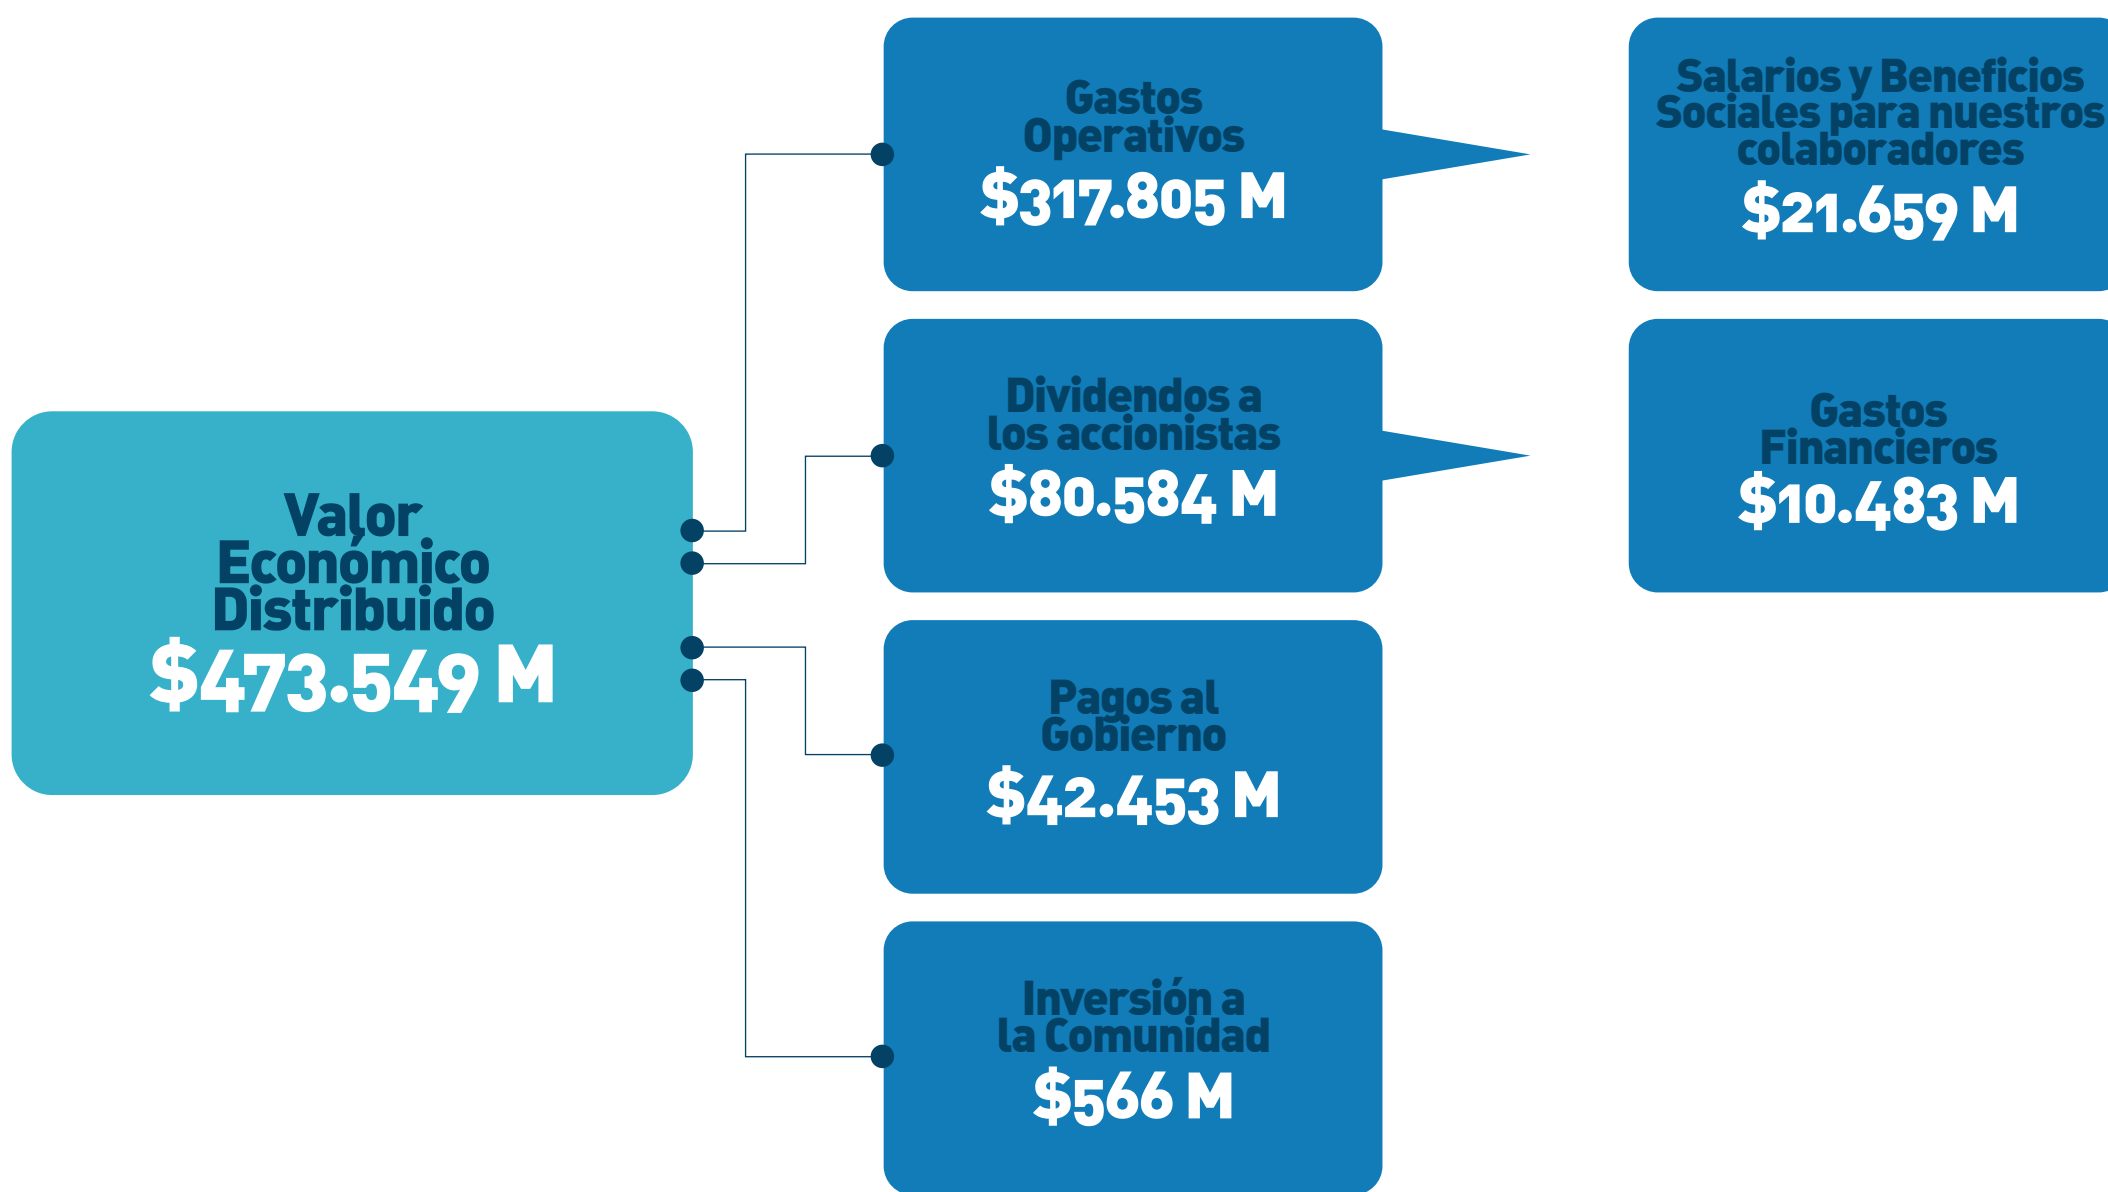 Valor
Económico
Distribuido
$473.549 M
Gastos
Operativos
$317.805 M
Salarios y Beneficios
Sociales para nuestros
colaboradores
$21.659 M
Dividendos a
los accionistas
$80.584 M
Gastos
Financieros
$10.483 M
Pagos al
Gobierno
$42.453 M
Inversión a
la Comunidad
$566 M